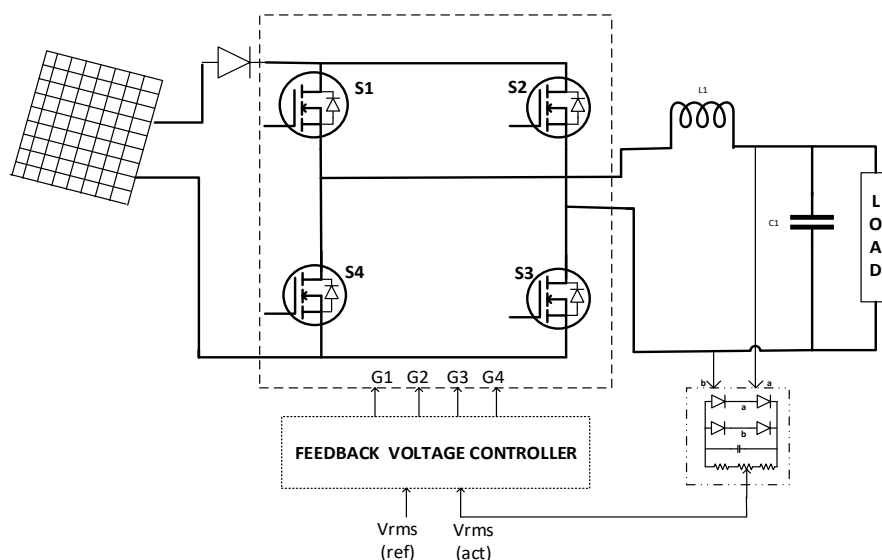 S1
S2
L1
S4
S3
C1
L
O
A
D
G1 G2 G3 G4
b
a
a
b
FEEDBACK VOLTAGE CONTROLLER
Vrms
(ref)
Vrms
(act)